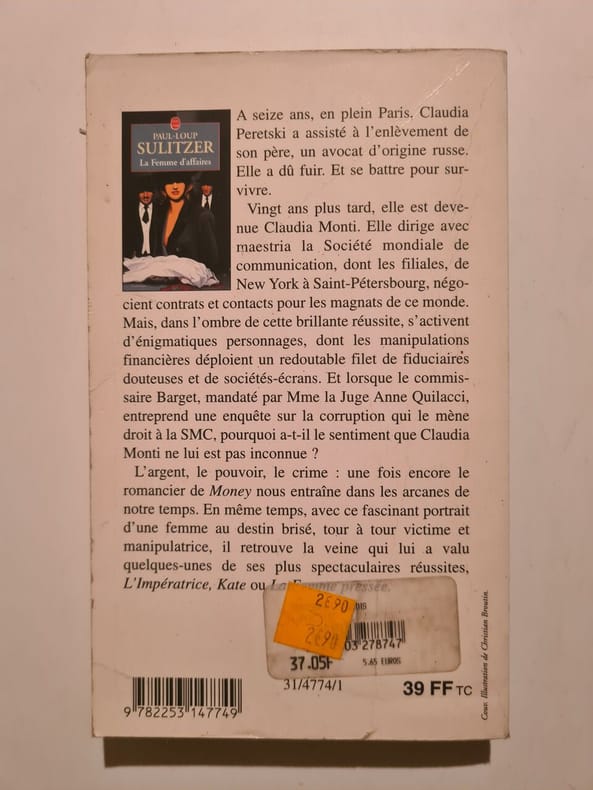 PAUL-LOUP
SULITZER
La Femme d'affaires
A seize ans, en plein Paris, Claudia
Peretski a assisté à l'enlèvement de
son père, un avocat d'origine russe.
Elle a dû fuir. Et se battre pour sur-
vivre.
Vingt ans plus tard, elle est deve-
nue Claudia Monti. Elle dirige avec
maestria la Société mondiale de
communication, dont les filiales, de
New York à Saint-Pétersbourg, négo-
cient contrats et contacts pour les magnats de ce monde.
Mais, dans l'ombre de cette brillante réussite, s'activent
d'énigmatiques personnages, dont les manipulations
financières déploient un redoutable filet de fiduciaires
douteuses et de sociétés-écrans. Et lorsque le commis-
saire Barget, mandaté par Mme la Juge Anne Quilacci,
entreprend une enquête sur la corruption qui le mène
droit à la SMC, pourquoi a-t-il le sentiment que Claudia
Monti ne lui est pas inconnue ?
L'argent, le pouvoir, le crime : une fois encore le
romancier de Money nous entraîne dans les arcanes de
notre temps. En même temps, avec ce fascinant portrait
d'une femme au destin brisé, tour à tour victime et
manipulatrice, il retrouve la veine qui lui a valu
quelques-unes de ses plus spectaculaires réussites,
L'Impératrice, Kate ou La Femme pressée.
2€90
2€90
03 278747
37.05F 5.65 EUROS
31/4774/1
39 FF TC
9 782253 147749
Couv. Illustration de Christian Broutin.